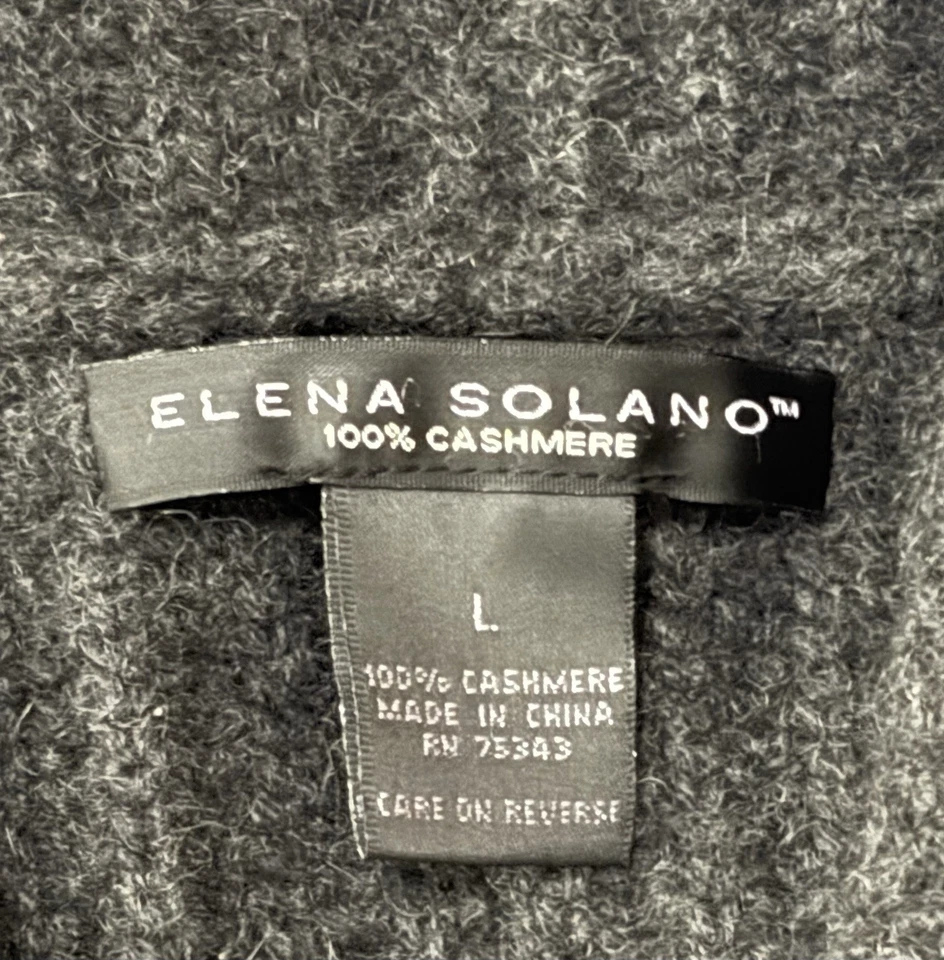 ELENA SOLANO™
100% CASHMERE
L
100% CASHMERE
MADE IN CHINA
RN 75343
CARE ON REVERSE